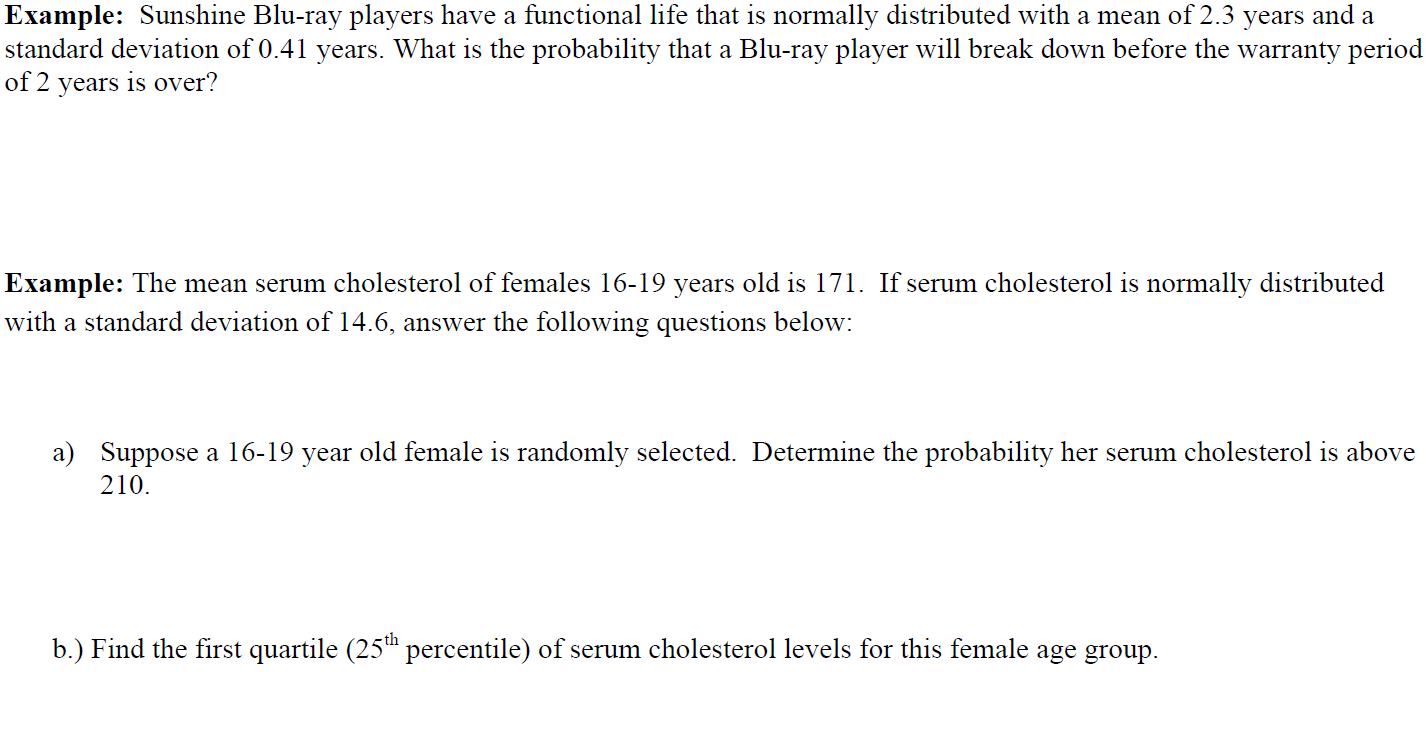 Example: Sunshine Blu-ray players have a functional life that is normally distributed with a mean of 2.3 years and a
standard deviation of 0.41 years. What is the probability that a Blu-ray player will break down before the warranty period
of 2 years is over?
Example: The mean serum cholesterol of females 16-19 years old is 171. If serum cholesterol is normally distributed
with a standard deviation of 14.6, answer the following questions below:
a) Suppose a 16-19 year old female is randomly selected. Determine the probability her serum cholesterol is above
210.
b.) Find the first quartile (25th percentile) of serum cholesterol levels for this female age group.